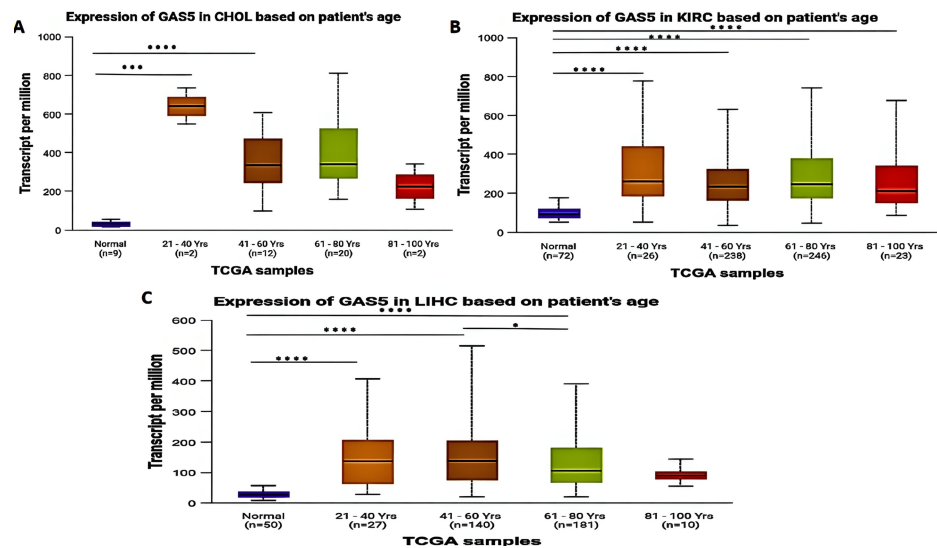 A
Expression of GAS5 in CHOL based on patient's age
Transcript per million
1000
800
600
400
200
0
****
***
Normal 21 - 40 Yrs 41 - 60 Yrs 61 - 80 Yrs 81 - 100 Yrs
(n=9) (n=2) (n=12) (n=20) (n=2)
TCGA samples
B
Expression of GAS5 in KIRC based on patient's age
Transcript per million
1000
800
600
400
200
0
****
****
****
****
Normal 21 - 40 Yrs 41 - 60 Yrs 61 - 80 Yrs 81 - 100 Yrs
(n=72) (n=26) (n=238) (n=246) (n=23)
TCGA samples
C
Expression of GAS5 in LIHC based on patient's age
Transcript per million
600
500
400
300
200
100
0
****
****
*
****
Normal 21 - 40 Yrs 41 - 60 Yrs 61 - 80 Yrs 81 - 100 Yrs
(n=50) (n=27) (n=140) (n=181) (n=10)
TCGA samples